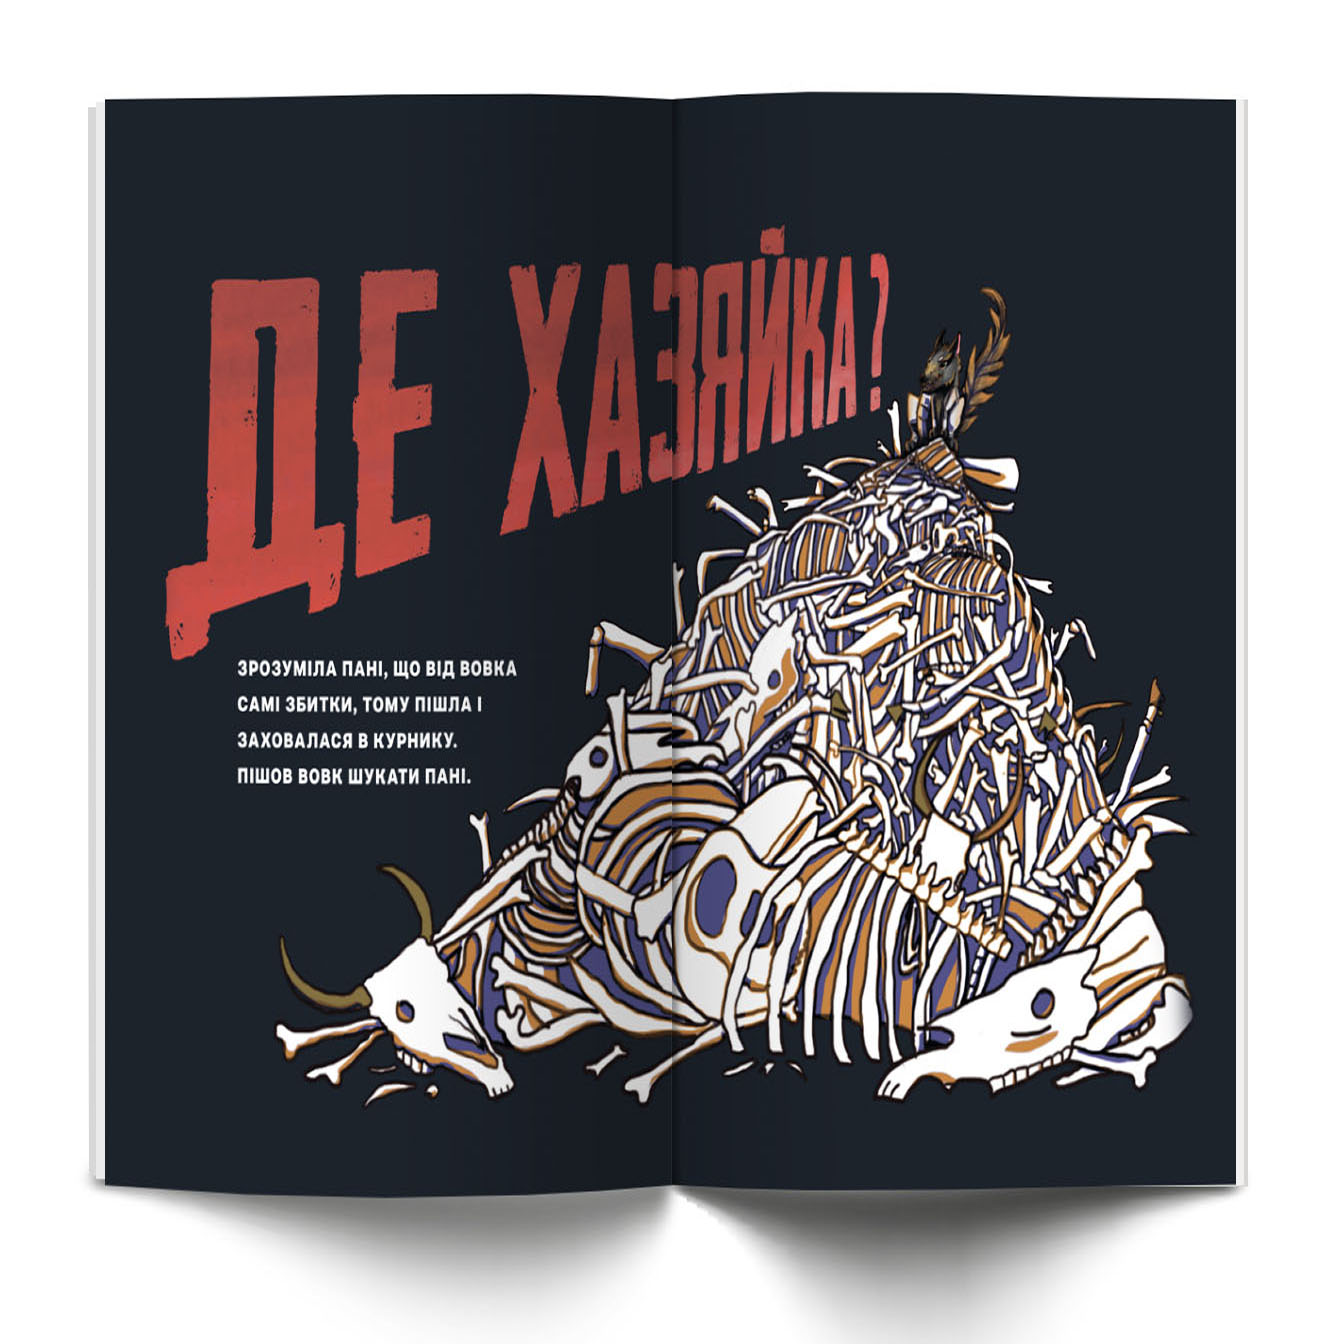 ДЕ ХАЗЯЙКА?
ЗРОЗУМІЛА ПАНІ, ЩО ВІД ВОВКА
САМІ ЗБИТКИ, ТОМУ ПІШЛА І
ЗАХОВАЛАСЯ В КУРНИКУ.
ПІШОВ ВОВК ШУКАТИ ПАНІ.